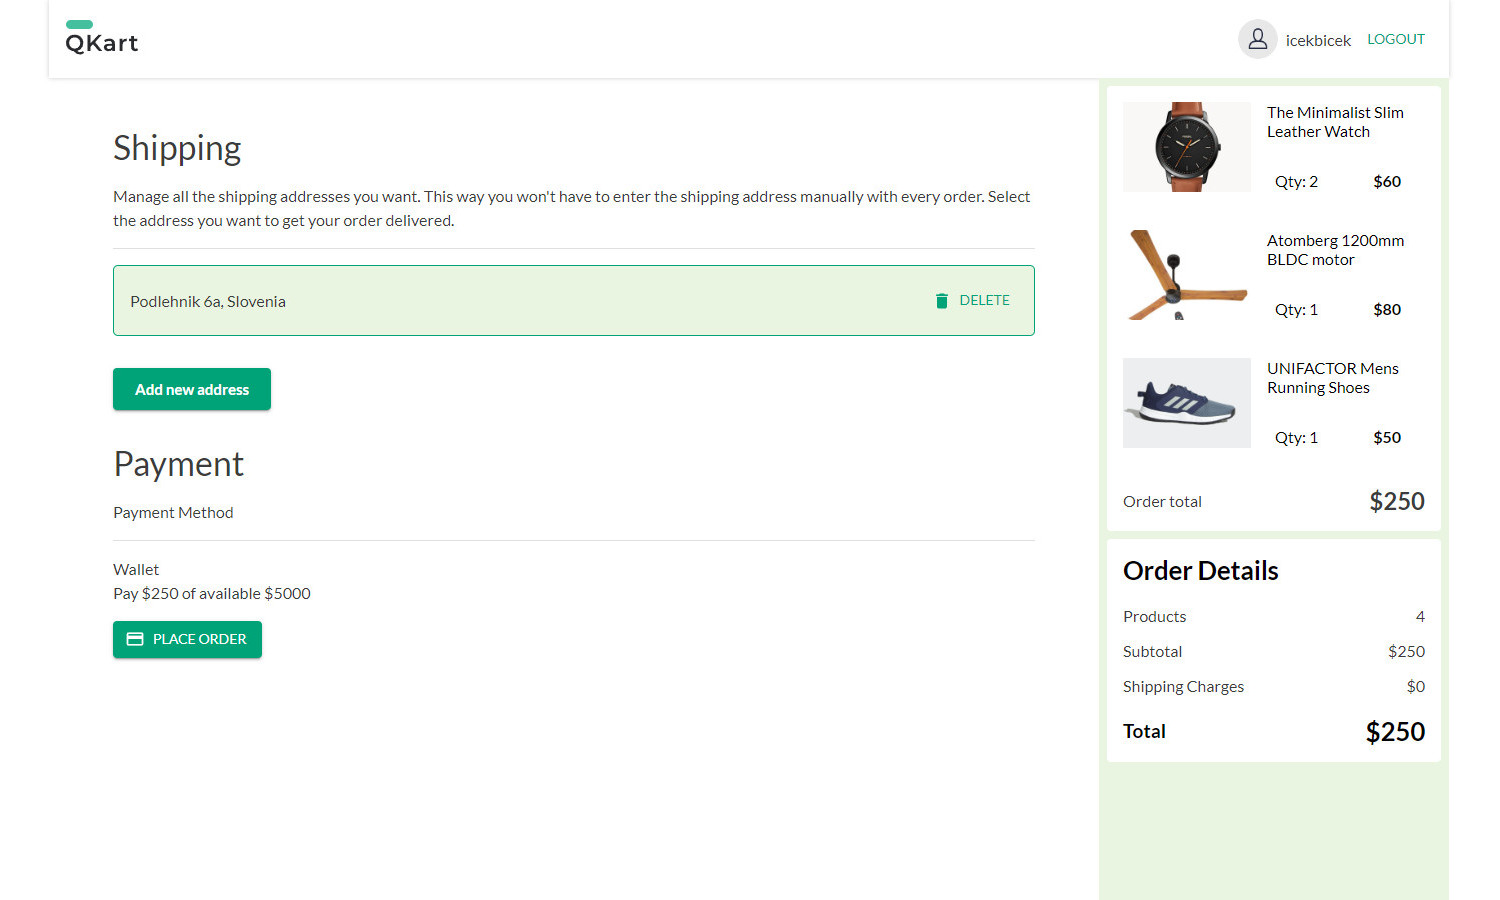 QKart
icekbicek LOGOUT
Shipping
Manage all the shipping addresses you want. This way you won't have to enter the shipping address manually with every order. Select
the address you want to get your order delivered.
Podlehnik 6a, Slovenia DELETE
Add new address
Payment
Payment Method
Wallet
Pay $250 of available $5000
PLACE ORDER
The Minimalist Slim
Leather Watch
Qty: 2 $60
Atomberg 1200mm
BLDC motor
Qty: 1 $80
UNIFACTOR Mens
Running Shoes
Qty: 1 $50
Order total $250
Order Details
Products 4
Subtotal $250
Shipping Charges $0
Total $250